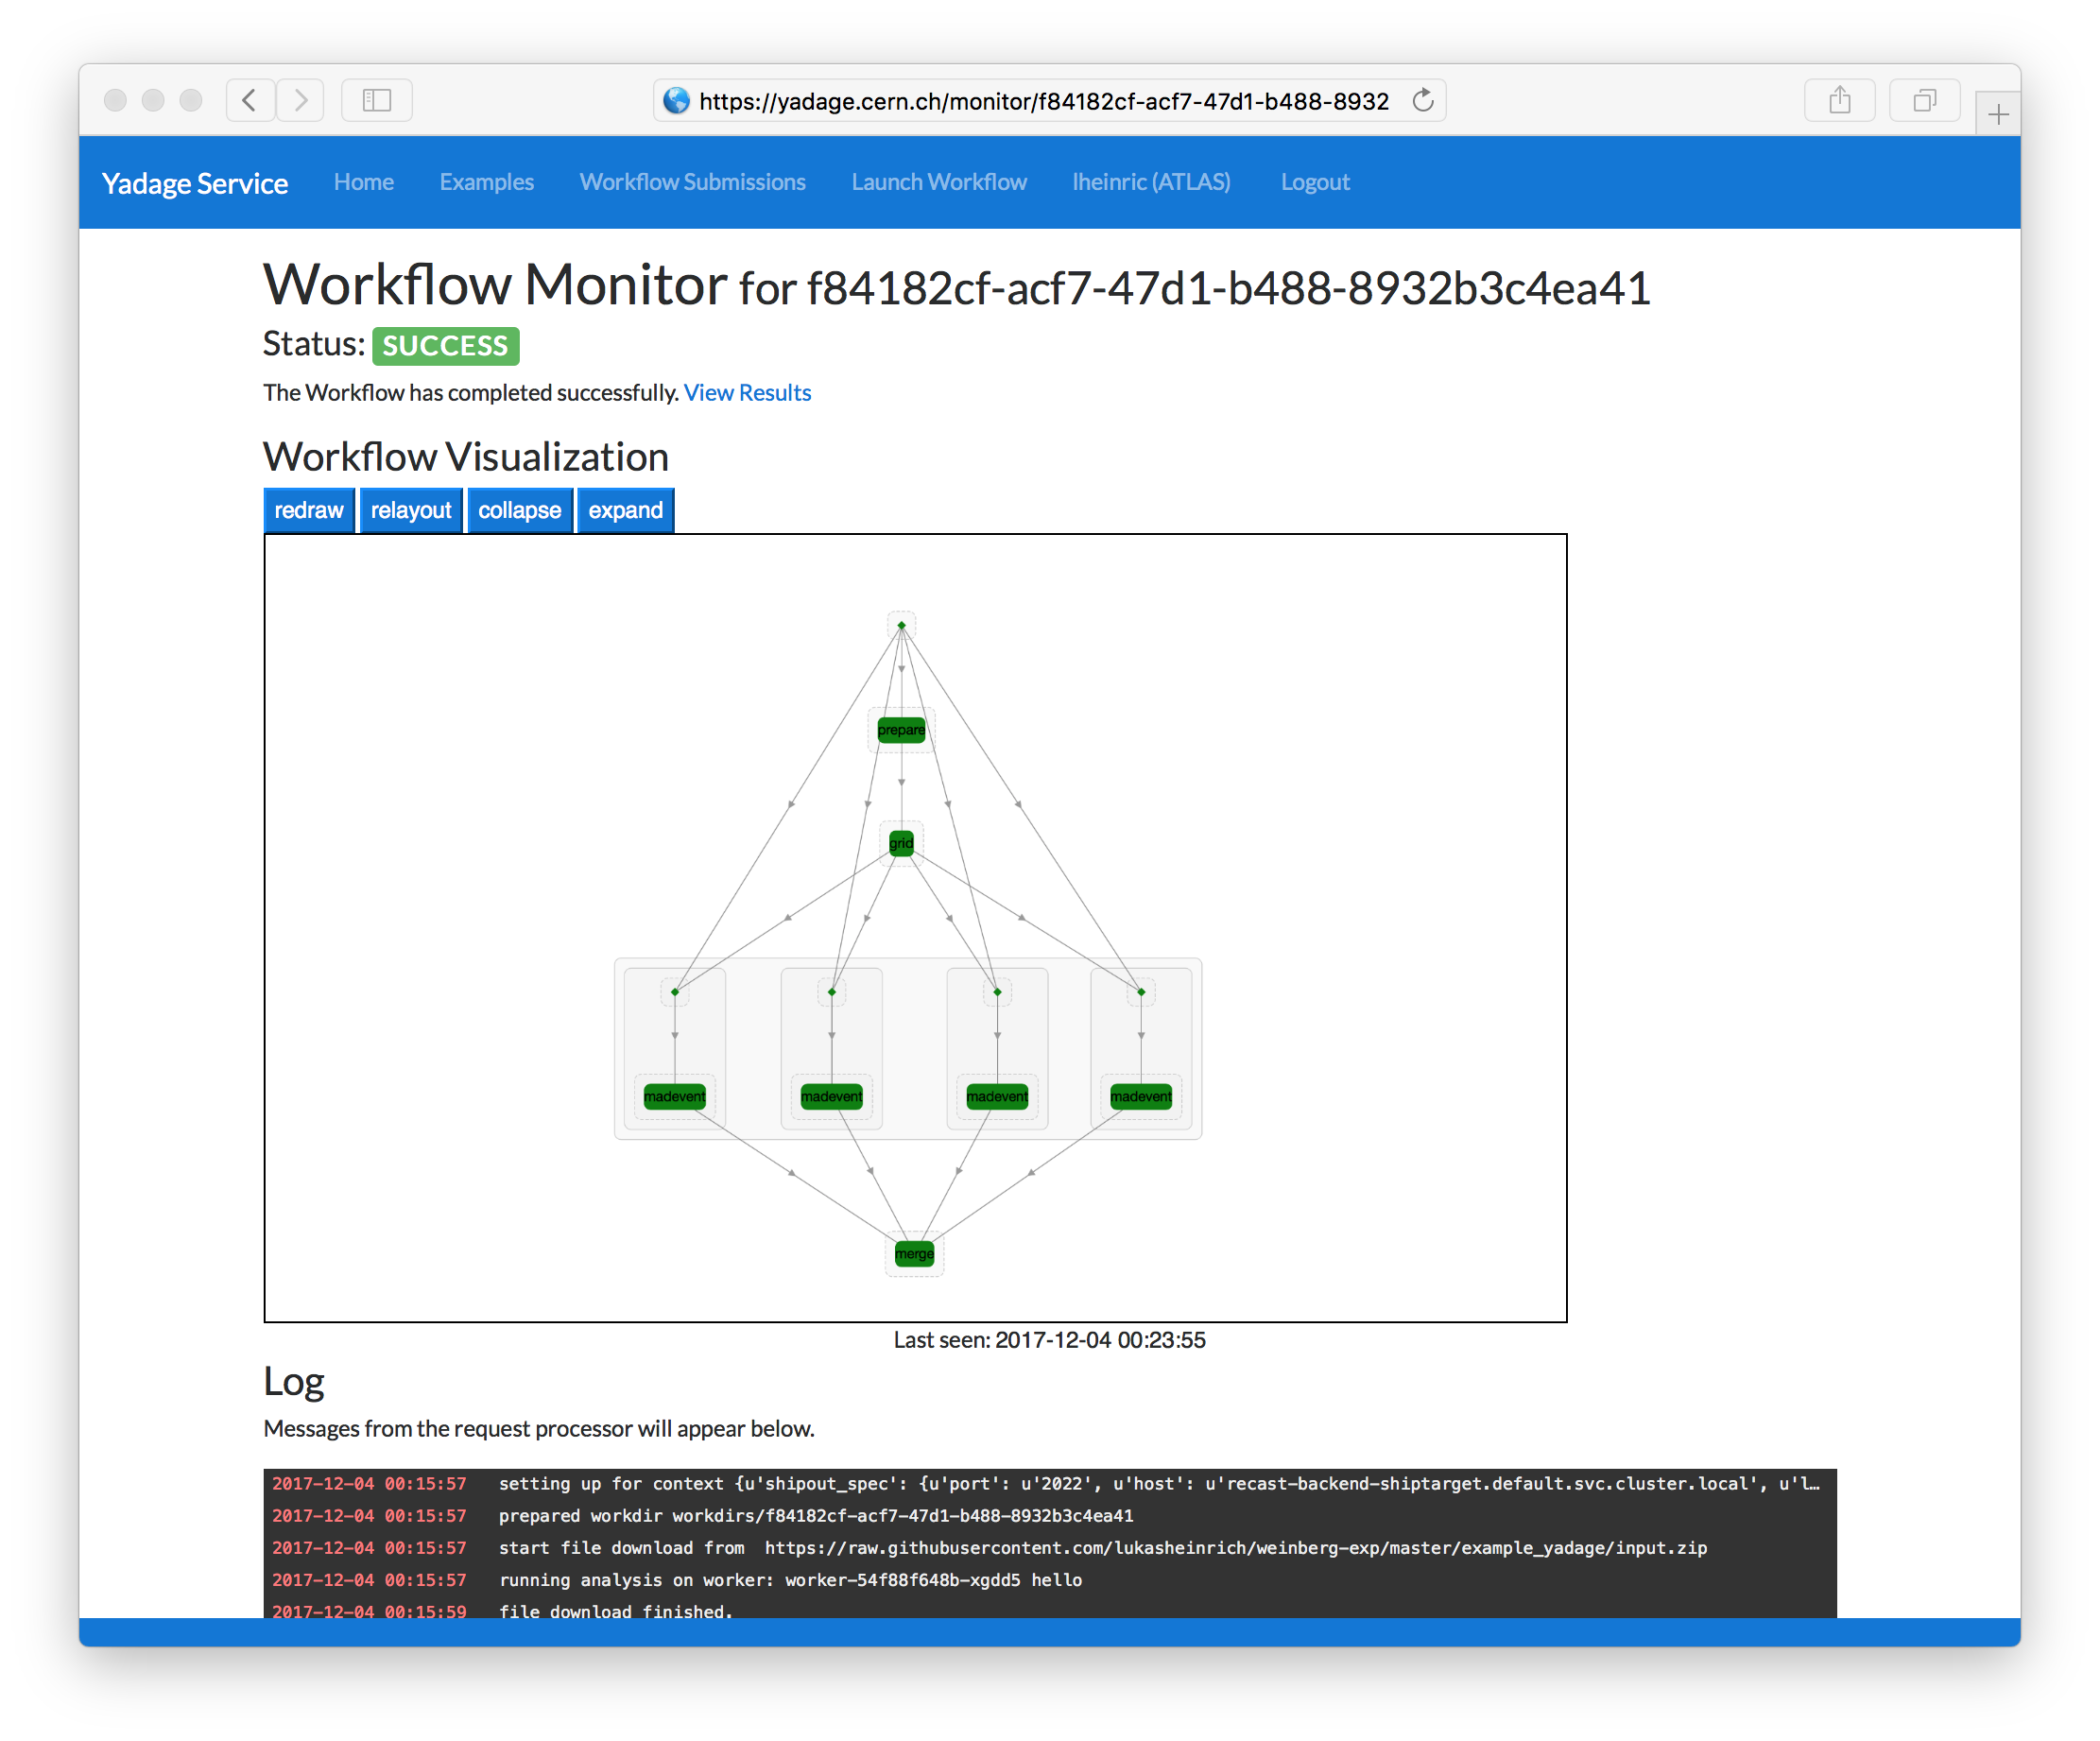 https://yadage.cern.ch/monitor/f84182cf-acf7-47d1-b488-8932
Yadage Service Home Examples Workflow Submissions Launch Workflow lheinric (ATLAS) Logout
Workflow Monitor for f84182cf-acf7-47d1-b488-8932b3c4ea41
Status: SUCCESS
The Workflow has completed successfully. View Results
Workflow Visualization
redraw relayout collapse expand
prepare
grid
madevent madevent madevent madevent
merge
Last seen: 2017-12-04 00:23:55
Log
Messages from the request processor will appear below.
2017-12-04 00:15:57 setting up for context {u'shipout_spec': {u'port': u'2022', u'host': u'recast-backend-shiptarget.default.svc.cluster.local', u'l…
2017-12-04 00:15:57 prepared workdir workdirs/f84182cf-acf7-47d1-b488-8932b3c4ea41
2017-12-04 00:15:57 start file download from  https://raw.githubusercontent.com/lukasheinrich/weinberg-exp/master/example_yadage/input.zip
2017-12-04 00:15:57 running analysis on worker: worker-54f88f648b-xgdd5 hello
2017-12-04 00:15:59 file download finished.